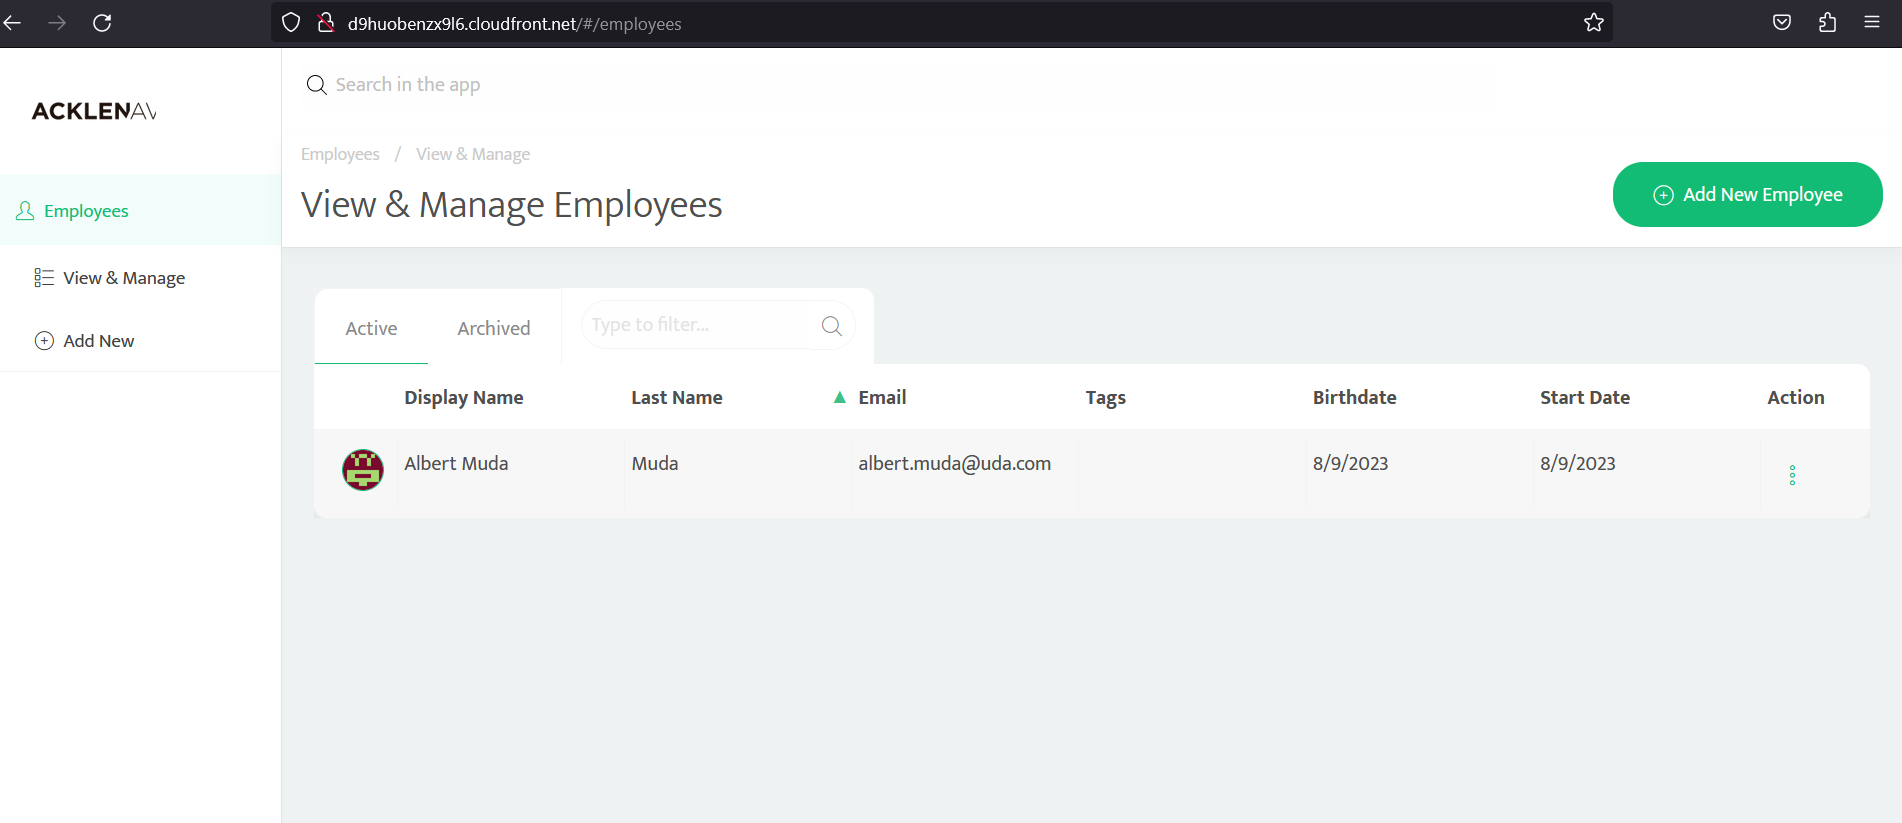 d9huobenzx9l6.cloudfront.net/#/employees
Search in the app
ACKLENAV
Employees / View & Manage
View & Manage Employees
Add New Employee
Employees
View & Manage
Add New
Active Archived Type to filter...
Display Name Last Name ▲ Email Tags Birthdate Start Date Action
Albert Muda Muda albert.muda@uda.com 8/9/2023 8/9/2023